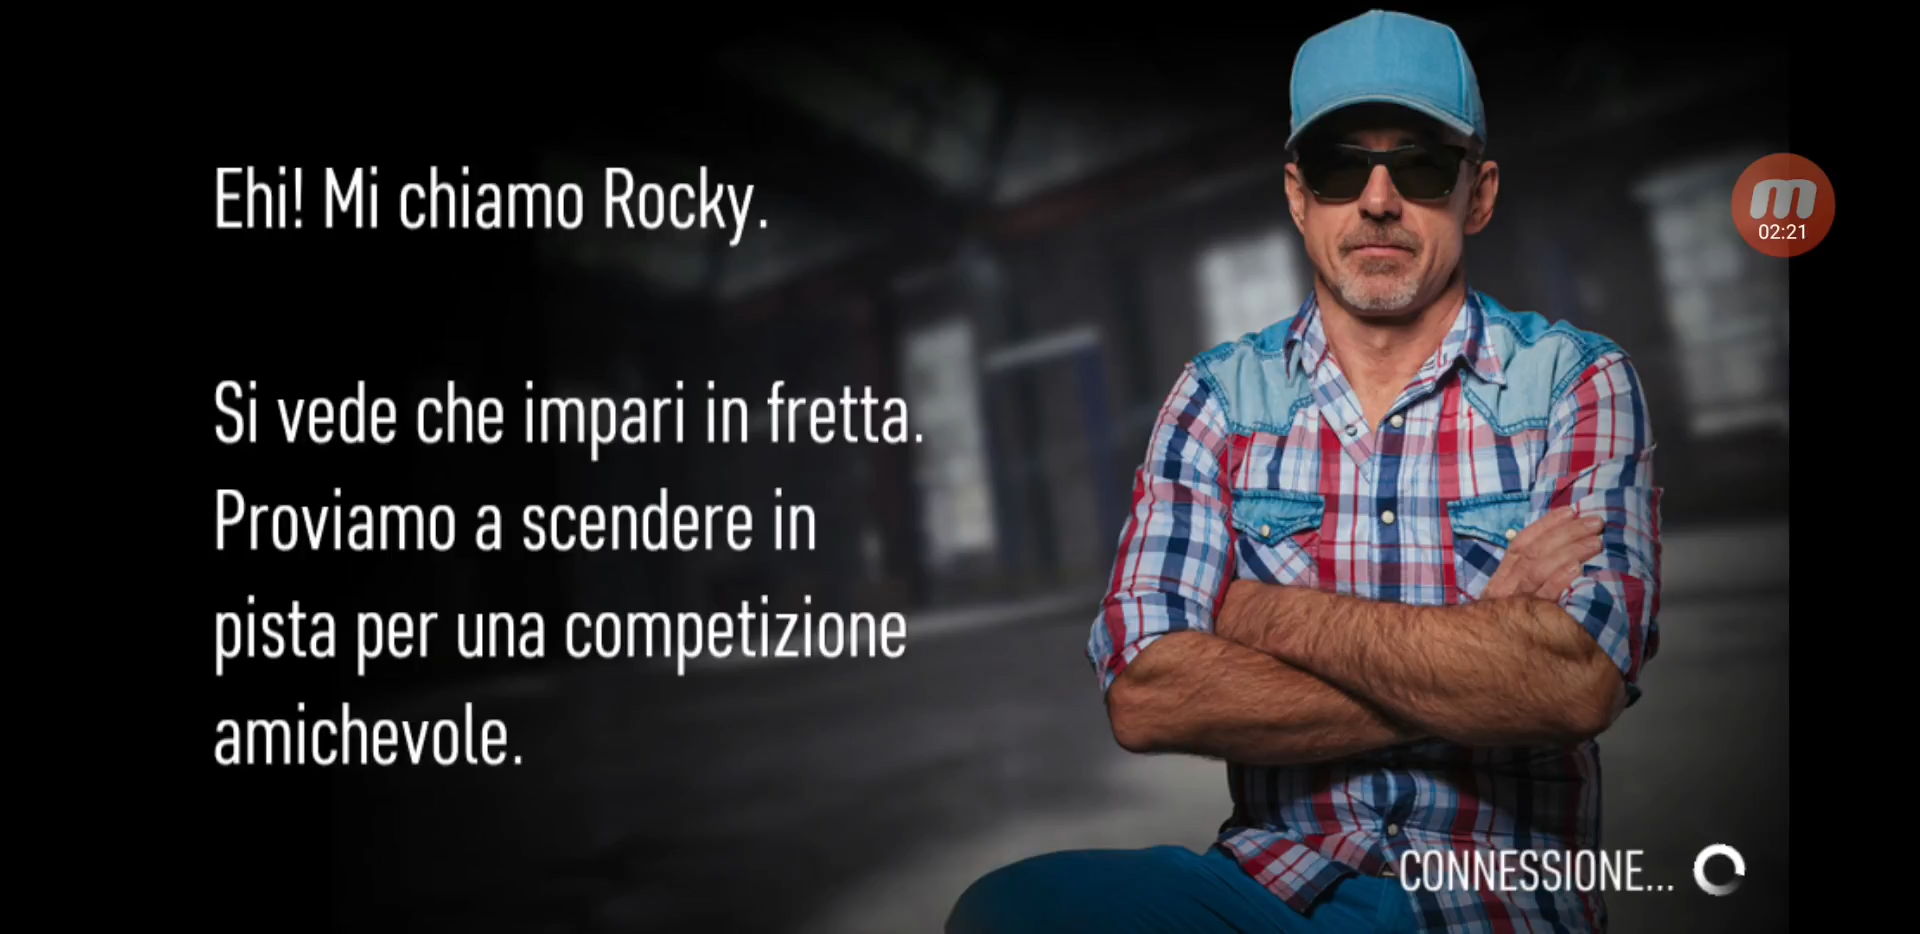 Ehi! Mi chiamo Rocky.
Si vede che impari in fretta.
Proviamo a scendere in
pista per una competizione
amichevole.
02:21
CONNESSIONE...